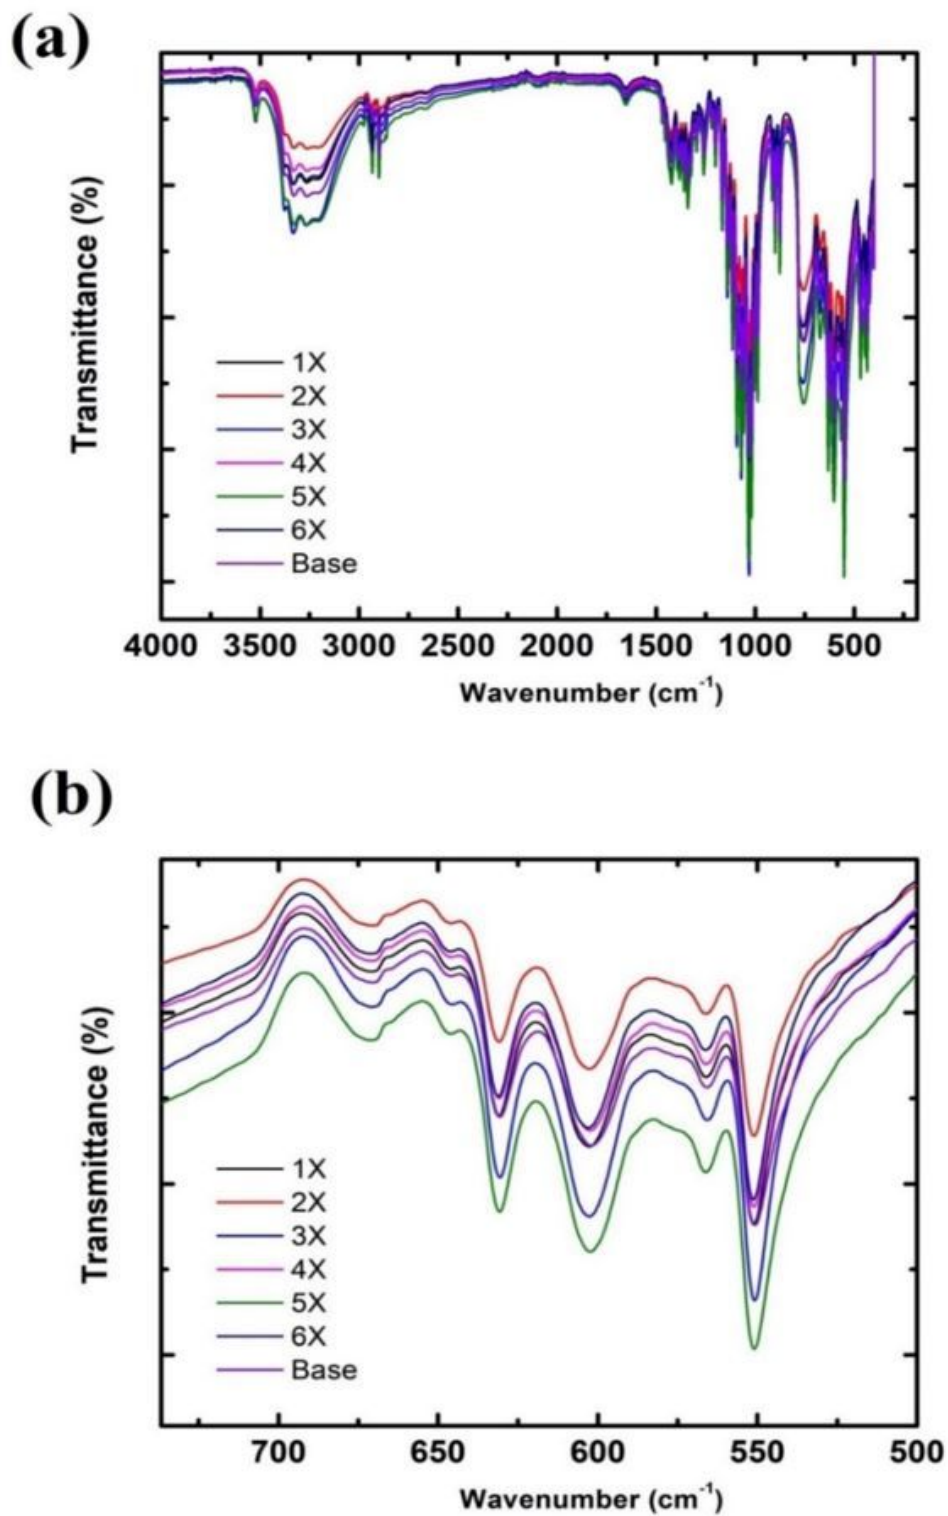 (a)
Transmittance (%)
1X
2X
3X
4X
5X
6X
Base
4000 3500 3000 2500 2000 1500 1000 500
Wavenumber (cm⁻¹)
(b)
Transmittance (%)
1X
2X
3X
4X
5X
6X
Base
700 650 600 550 500
Wavenumber (cm⁻¹)